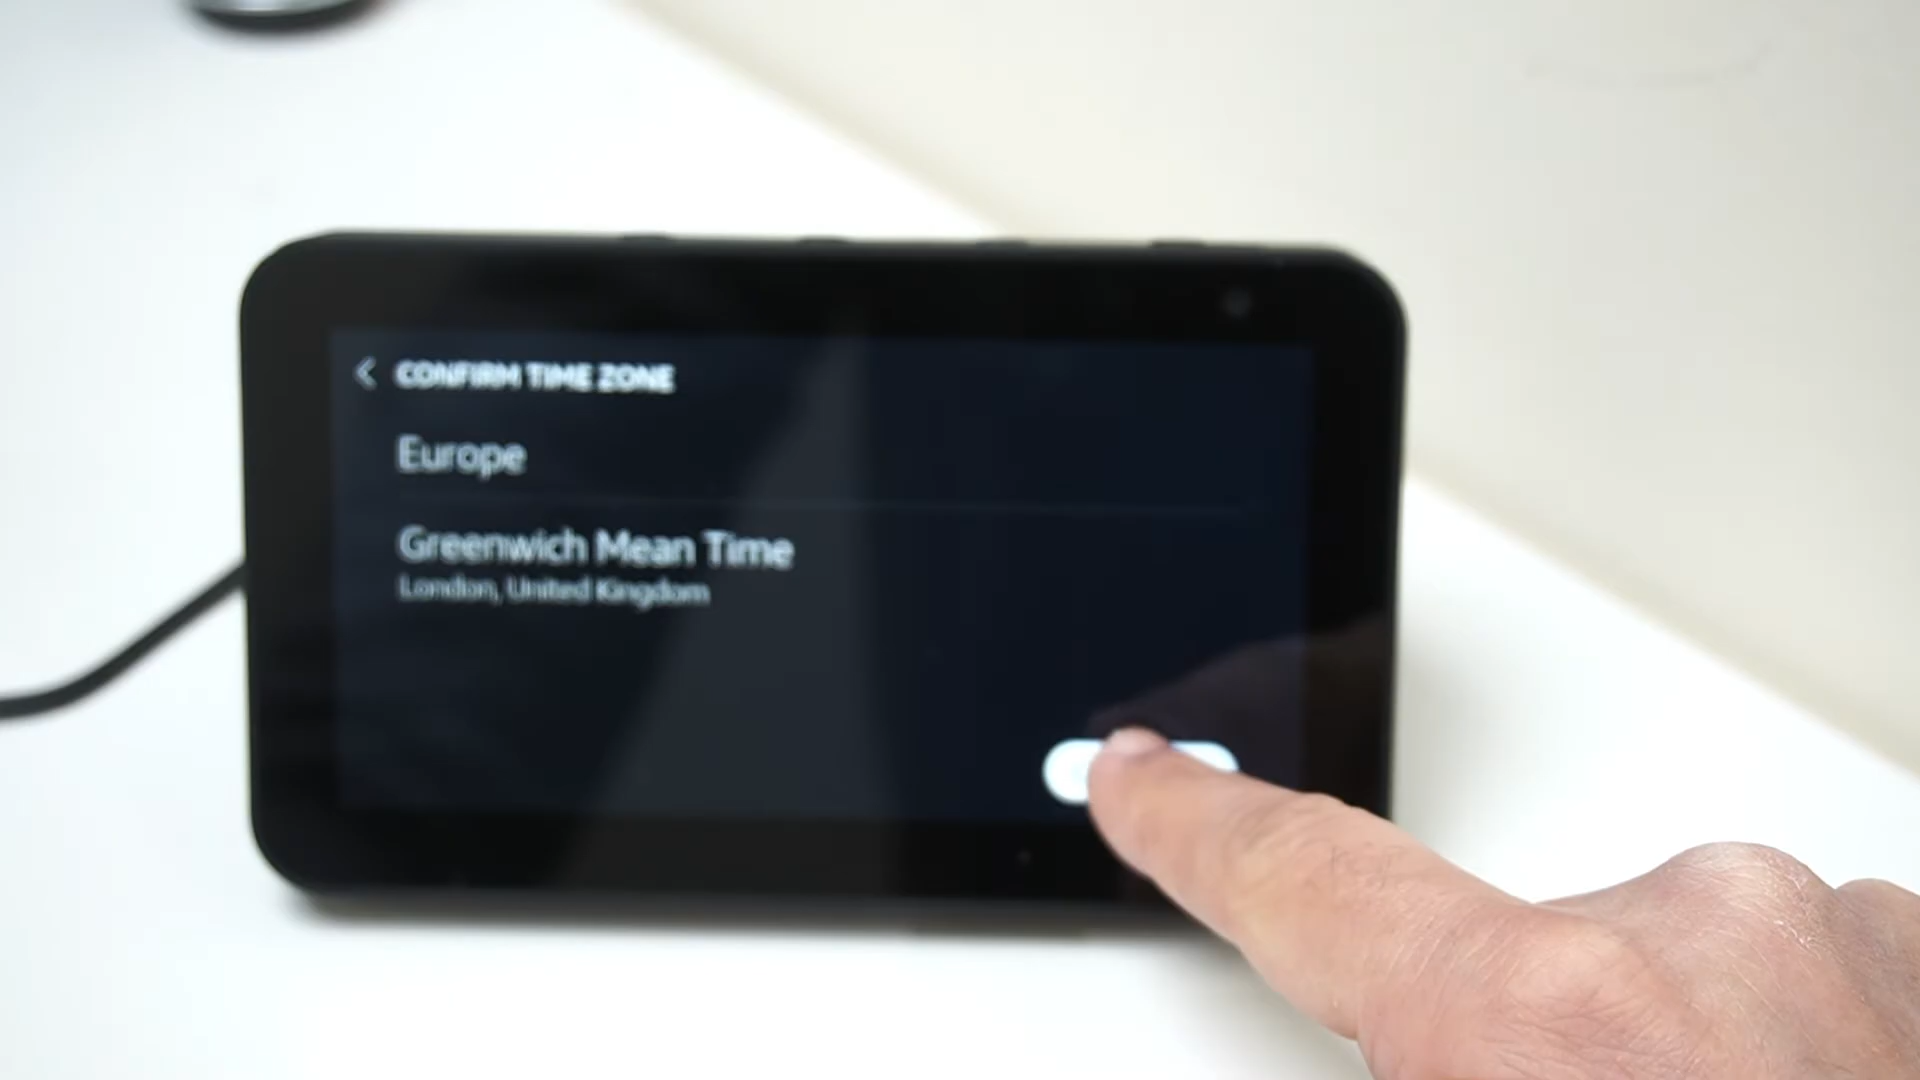 CONFIRM TIME ZONE
Europe
Greenwich Mean Time
London, United Kingdom